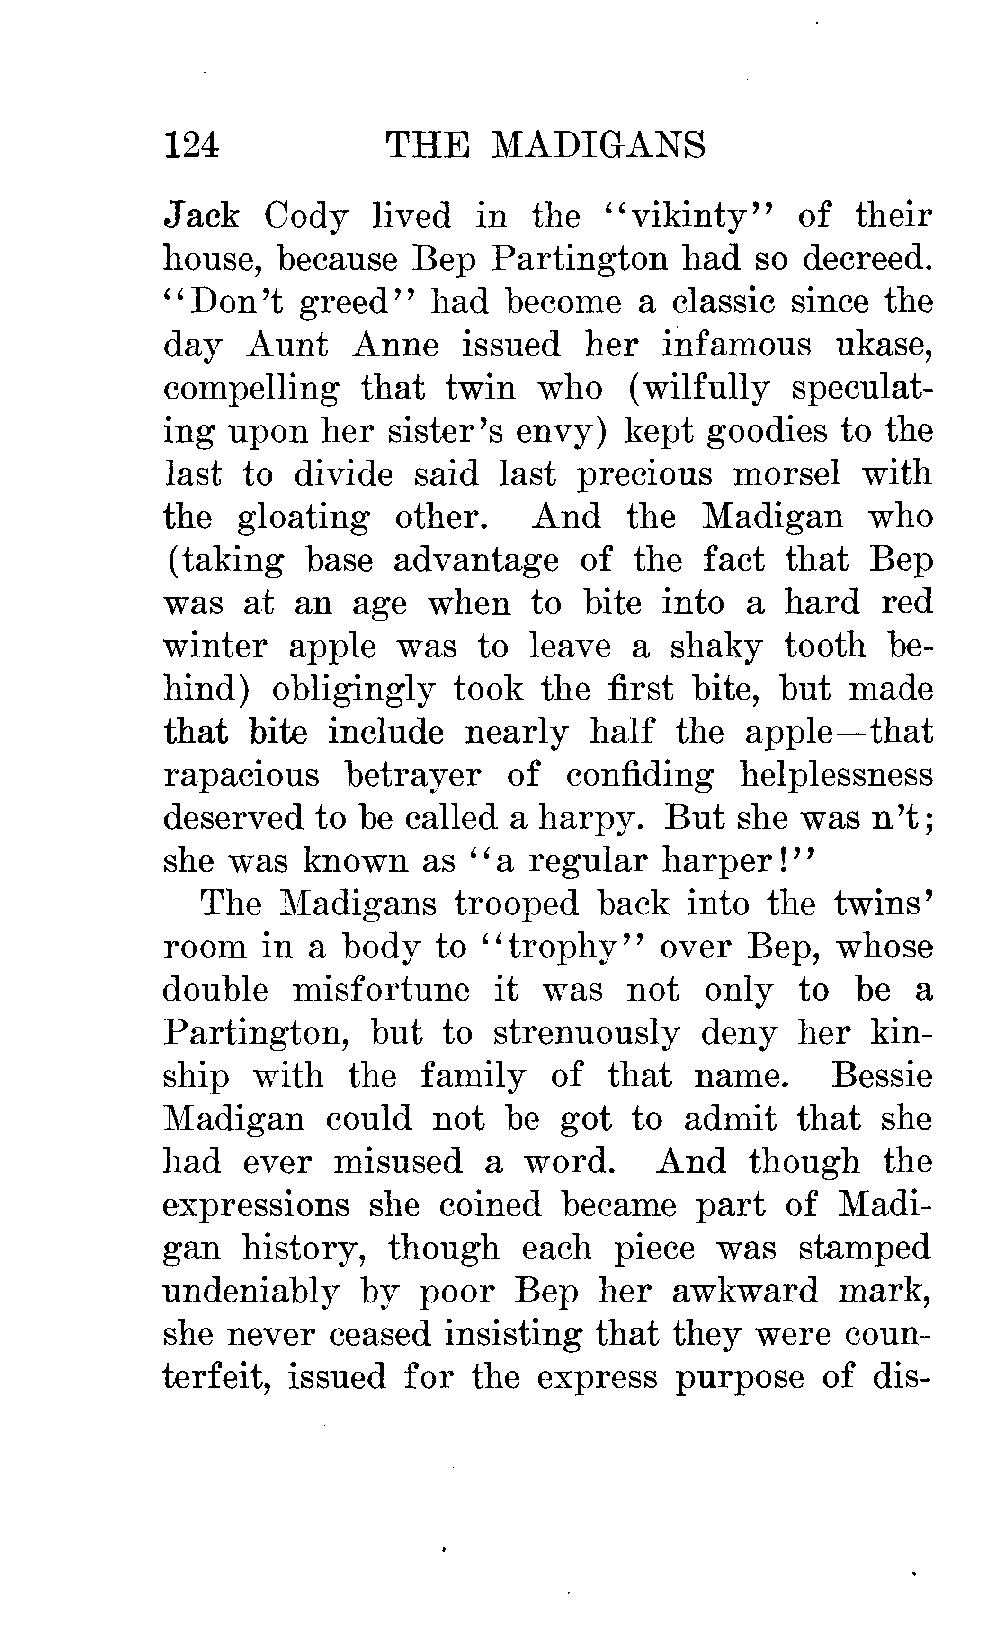 124 THE MADIGANS
Jack Cody lived in the "vikinty" of their
house, because Bep Partington had so decreed.
"Don't greed" had become a classic since the
day Aunt Anne issued her infamous ukase,
compelling that twin who (wilfully speculat-
ing upon her sister's envy) kept goodies to the
last to divide said last precious morsel with
the gloating other. And the Madigan who
(taking base advantage of the fact that Bep
was at an age when to bite into a hard red
winter apple was to leave a shaky tooth be-
hind) obligingly took the first bite, but made
that bite include nearly half the apple—that
rapacious betrayer of confiding helplessness
deserved to be called a harpy. But she was n't;
she was known as "a regular harper!"
The Madigans trooped back into the twins'
room in a body to "trophy" over Bep, whose
double misfortune it was not only to be a
Partington, but to strenuously deny her kin-
ship with the family of that name. Bessie
Madigan could not be got to admit that she
had ever misused a word. And though the
expressions she coined became part of Madi-
gan history, though each piece was stamped
undeniably by poor Bep her awkward mark,
she never ceased insisting that they were coun-
terfeit, issued for the express purpose of dis-